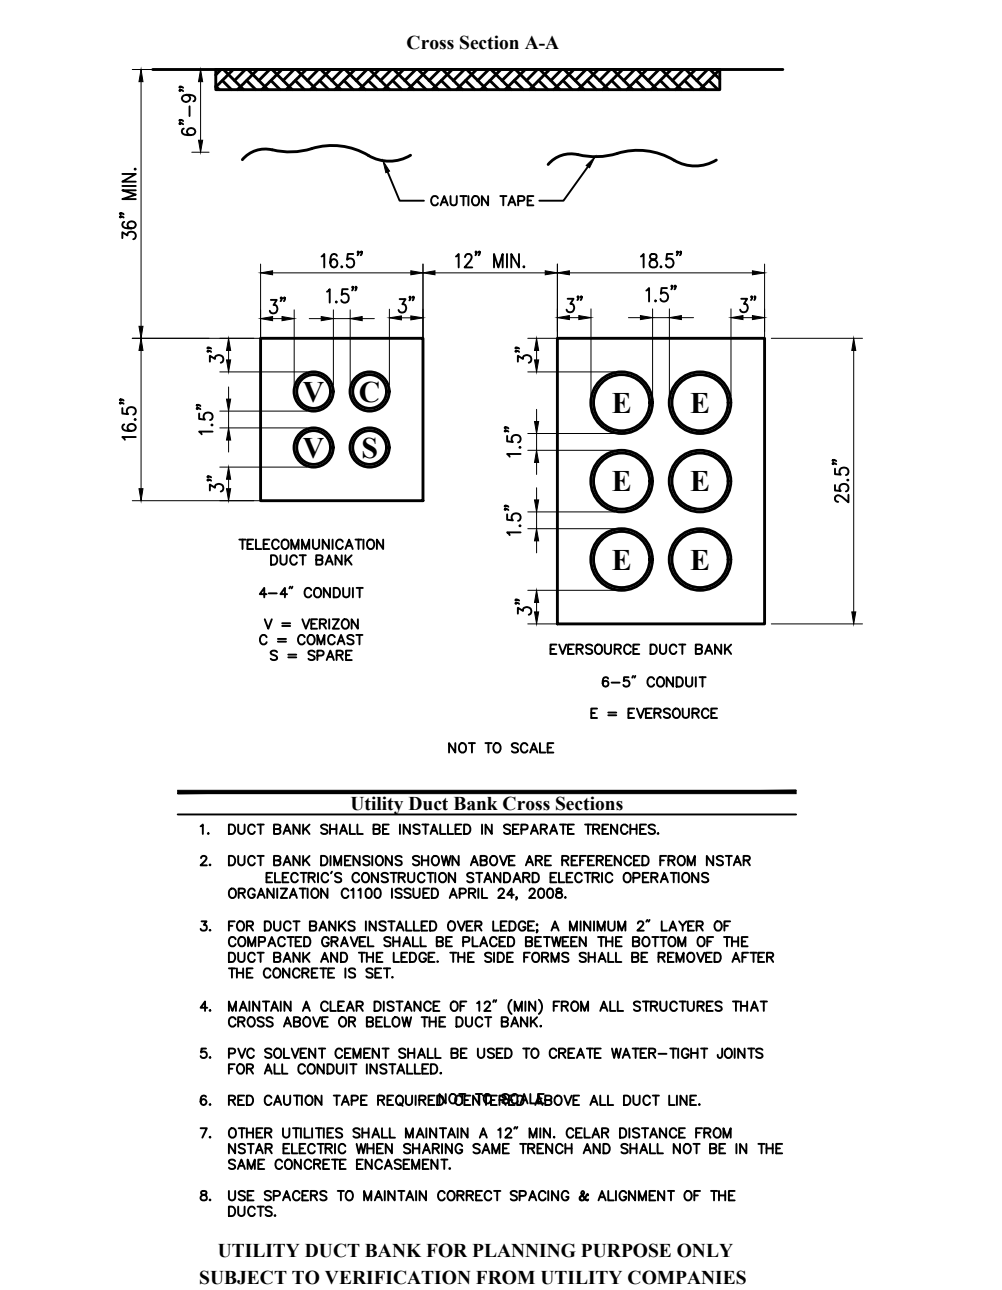 Cross Section A-A
6"-9"
36" MIN.
CAUTION TAPE
16.5"
12" MIN.
18.5"
3"
1.5"
3"
3"
1.5"
3"
3"
1.5"
3"
16.5"
V
C
V
S
3"
1.5"
1.5"
3"
E
E
E
E
E
E
25.5"
TELECOMMUNICATION
DUCT BANK
4-4" CONDUIT
V = VERIZON
C = COMCAST
S = SPARE
EVERSOURCE DUCT BANK
6-5" CONDUIT
E = EVERSOURCE
NOT TO SCALE
Utility Duct Bank Cross Sections
1. DUCT BANK SHALL BE INSTALLED IN SEPARATE TRENCHES.
2. DUCT BANK DIMENSIONS SHOWN ABOVE ARE REFERENCED FROM NSTAR
ELECTRIC'S CONSTRUCTION STANDARD ELECTRIC OPERATIONS
ORGANIZATION C1100 ISSUED APRIL 24, 2008.
3. FOR DUCT BANKS INSTALLED OVER LEDGE; A MINIMUM 2" LAYER OF
COMPACTED GRAVEL SHALL BE PLACED BETWEEN THE BOTTOM OF THE
DUCT BANK AND THE LEDGE. THE SIDE FORMS SHALL BE REMOVED AFTER
THE CONCRETE IS SET.
4. MAINTAIN A CLEAR DISTANCE OF 12" (MIN) FROM ALL STRUCTURES THAT
CROSS ABOVE OR BELOW THE DUCT BANK.
5. PVC SOLVENT CEMENT SHALL BE USED TO CREATE WATER-TIGHT JOINTS
FOR ALL CONDUIT INSTALLED.
6. RED CAUTION TAPE REQUIRED CENTERED ABOVE ALL DUCT LINE.
NOT TO SCALE
7. OTHER UTILITIES SHALL MAINTAIN A 12" MIN. CELAR DISTANCE FROM
NSTAR ELECTRIC WHEN SHARING SAME TRENCH AND SHALL NOT BE IN THE
SAME CONCRETE ENCASEMENT.
8. USE SPACERS TO MAINTAIN CORRECT SPACING & ALIGNMENT OF THE
DUCTS.
UTILITY DUCT BANK FOR PLANNING PURPOSE ONLY
SUBJECT TO VERIFICATION FROM UTILITY COMPANIES